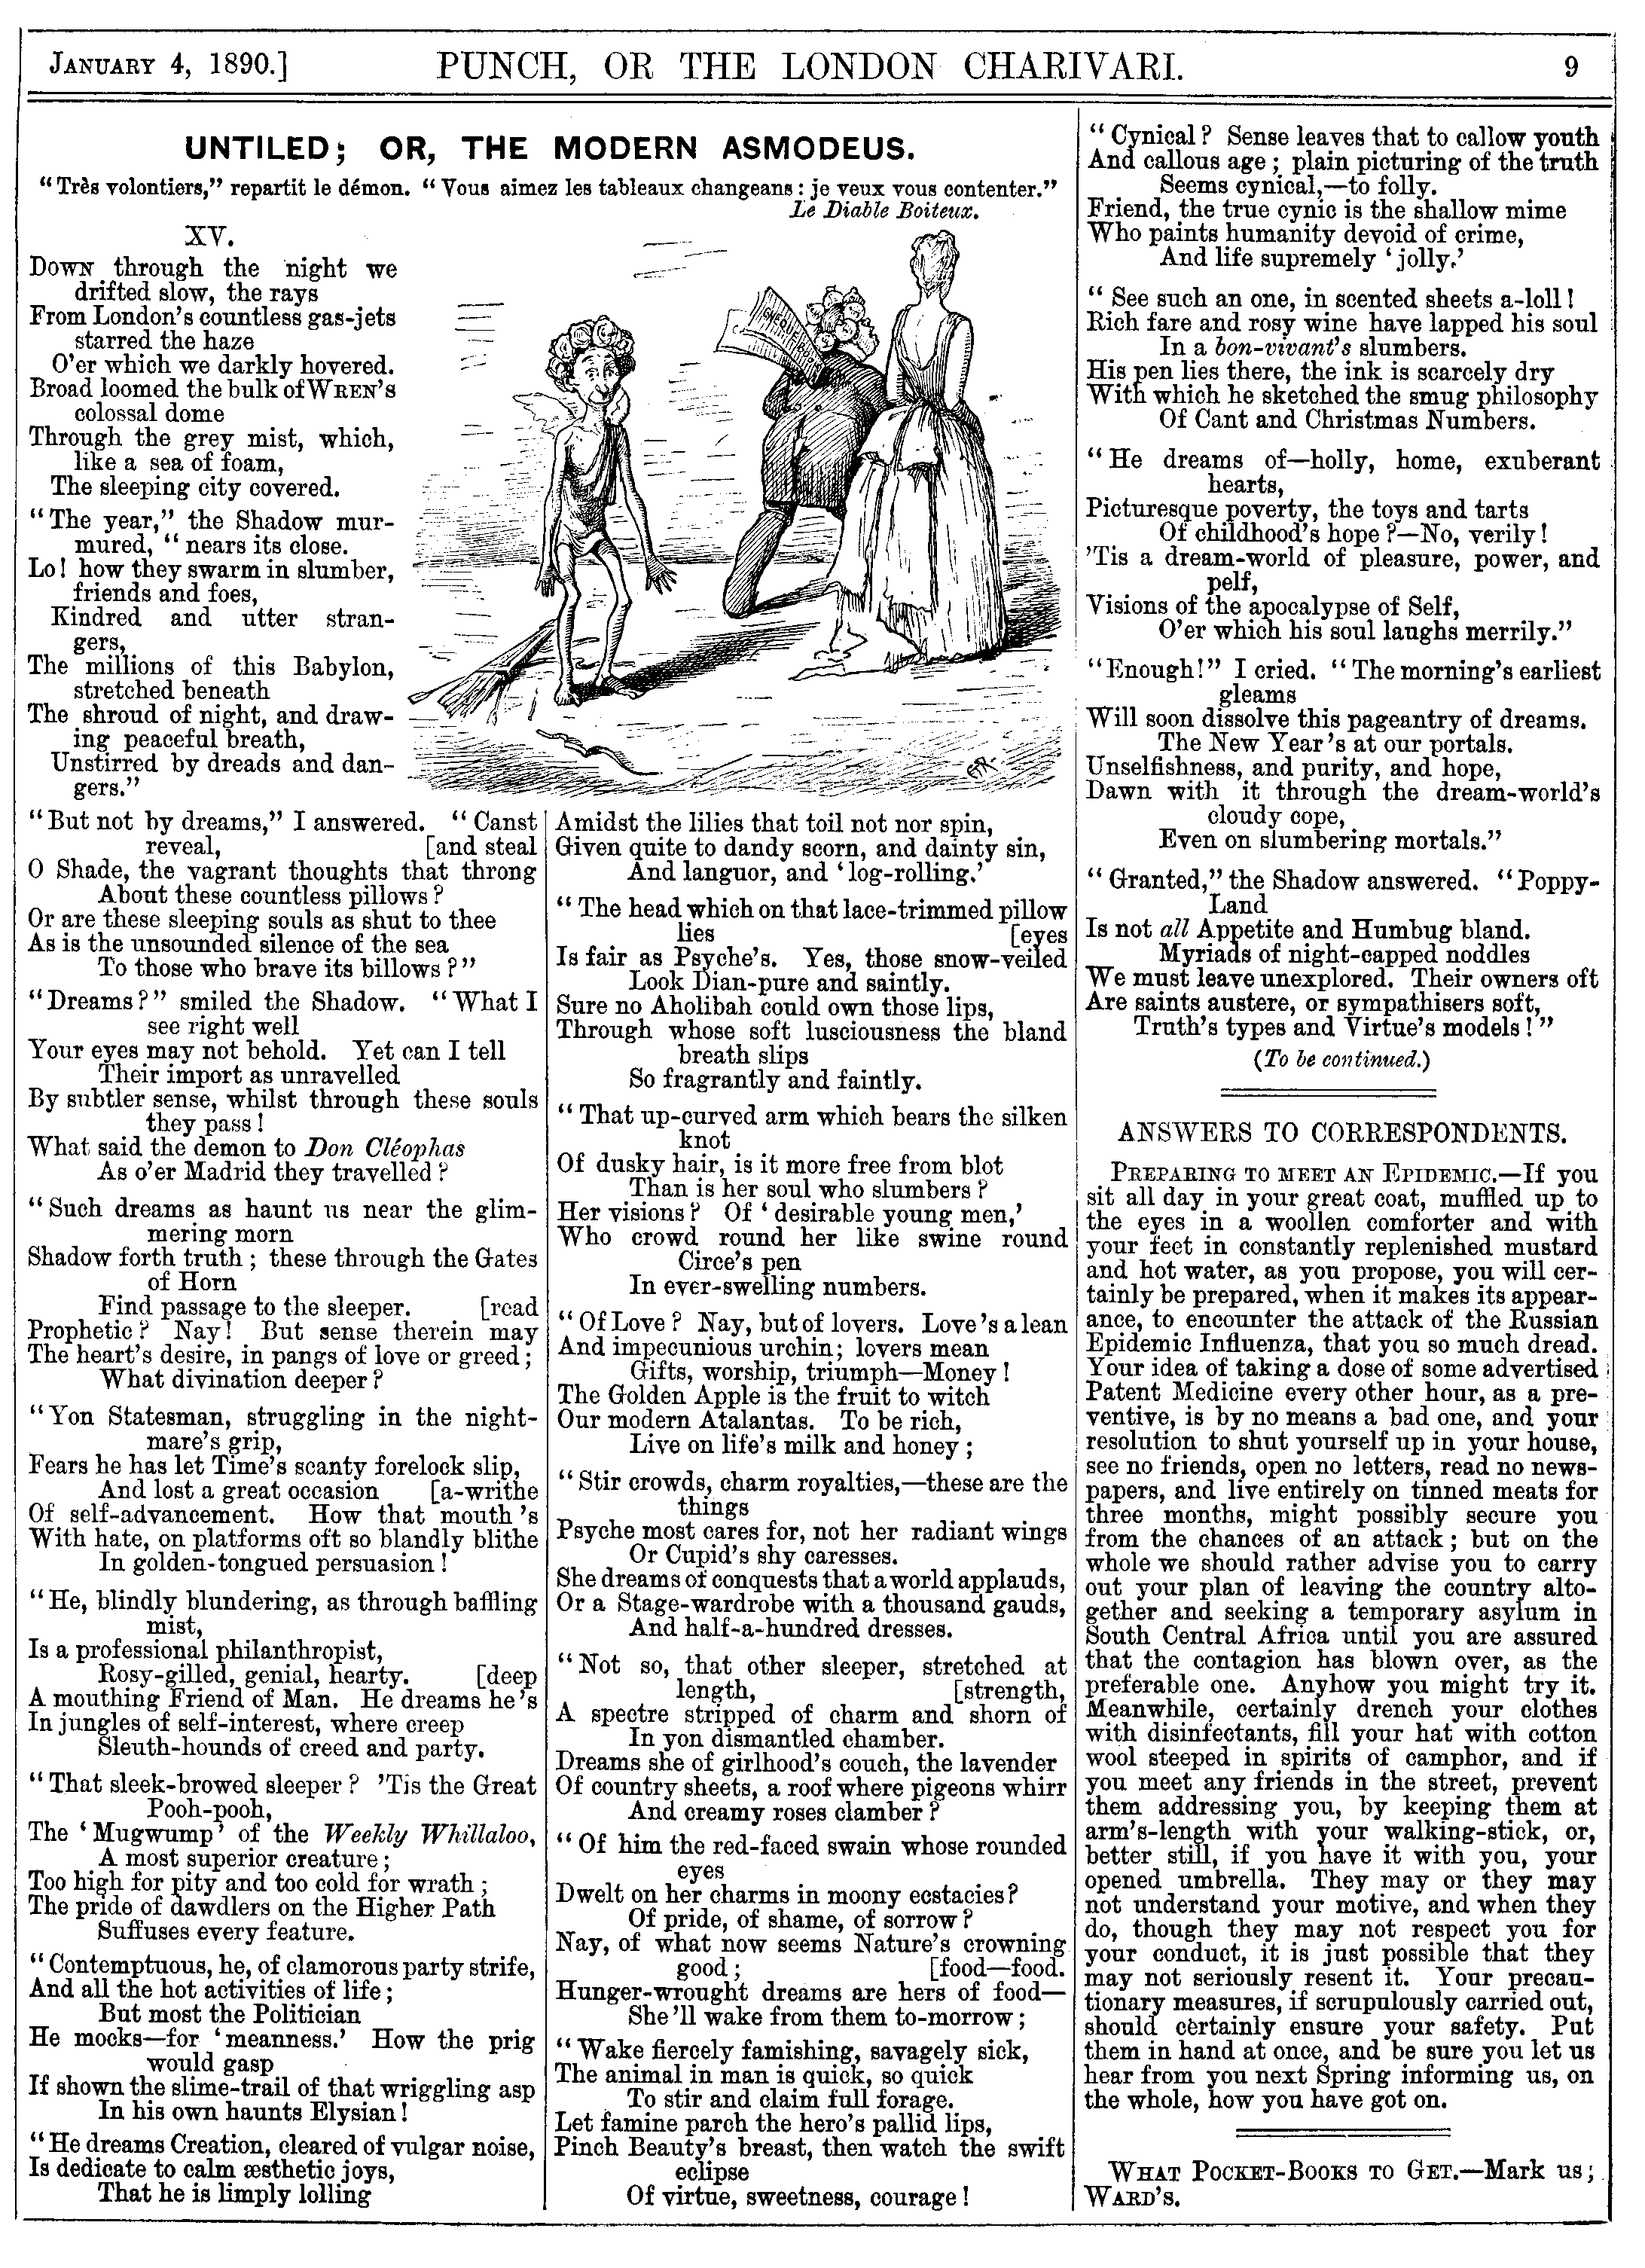 JANUARY 4, 1890.] PUNCH, OR THE LONDON CHARIVARI. 9
UNTILED; OR, THE MODERN ASMODEUS.
“Très volontiers,” repartit le démon. “Vous aimez les tableaux changeans: je veux vous contenter.”
Le Diable Boiteux.
XV.
DOWN through the night we
drifted slow, the rays
From London's countless gas-jets
starred the haze
O'er which we darkly hovered.
Broad loomed the bulk of WREN'S
colossal dome
Through the grey mist, which,
like a sea of foam,
The sleeping city covered.
“The year,” the Shadow mur-
mured, “nears its close.
Lo! how they swarm in slumber,
friends and foes,
Kindred and utter stran-
gers,
The millions of this Babylon,
stretched beneath
The shroud of night, and draw-
ing peaceful breath,
Unstirred by dreads and dan-
gers.”
CHEQUE BOOK
“But not by dreams,” I answered. “Canst
reveal, [and steal
O Shade, the vagrant thoughts that throng
About these countless pillows?
Or are these sleeping souls as shut to thee
As is the unsounded silence of the sea
To those who brave its billows?”
“Dreams?” smiled the Shadow. “What I
see right well
Your eyes may not behold. Yet can I tell
Their import as unravelled
By subtler sense, whilst through these souls
they pass!
What said the demon to Don Cléophas
As o'er Madrid they travelled?
“Such dreams as haunt us near the glim-
mering morn
Shadow forth truth; these through the Gates
of Horn
Find passage to the sleeper. [read
Prophetic? Nay! But sense therein may
The heart's desire, in pangs of love or greed;
What divination deeper?
“Yon Statesman, struggling in the night-
mare's grip,
Fears he has let Time's scanty forelock slip,
And lost a great occasion [a-writhe
Of self-advancement. How that mouth's
With hate, on platforms oft so blandly blithe
In golden-tongued persuasion!
“He, blindly blundering, as through baffling
mist,
Is a professional philanthropist,
Rosy-gilled, genial, hearty. [deep
A mouthing Friend of Man. He dreams he's
In jungles of self-interest, where creep
Sleuth-hounds of creed and party.
“That sleek-browed sleeper? 'Tis the Great
Pooh-pooh,
The ‘Mugwump’ of the Weekly Whillaloo,
A most superior creature;
Too high for pity and too cold for wrath;
The pride of dawdlers on the Higher Path
Suffuses every feature.
“Contemptuous, he, of clamorous party strife,
And all the hot activities of life;
But most the Politician
He mocks—for ‘meanness.’ How the prig
would gasp
If shown the slime-trail of that wriggling asp
In his own haunts Elysian!
“He dreams Creation, cleared of vulgar noise,
Is dedicate to calm æsthetic joys,
That he is limply lolling
Amidst the lilies that toil not nor spin,
Given quite to dandy scorn, and dainty sin,
And languor, and ‘log-rolling.’
“The head which on that lace-trimmed pillow
lies [eyes
Is fair as Psyche's. Yes, those snow-veiled
Look Dian-pure and saintly.
Sure no Aholibah could own those lips,
Through whose soft lusciousness the bland
breath slips
So fragrantly and faintly.
“That up-curved arm which bears the silken
knot
Of dusky hair, is it more free from blot
Than is her soul who slumbers?
Her visions? Of ‘desirable young men,’
Who crowd round her like swine round
Circe's pen
In ever-swelling numbers.
“Of Love? Nay, but of lovers. Love's a lean
And impecunious urchin; lovers mean
Gifts, worship, triumph—Money!
The Golden Apple is the fruit to witch
Our modern Atalantas. To be rich,
Live on life's milk and honey;
“Stir crowds, charm royalties,—these are the
things
Psyche most cares for, not her radiant wings
Or Cupid's shy caresses.
She dreams of conquests that a world applauds,
Or a Stage-wardrobe with a thousand gauds,
And half-a-hundred dresses.
“Not so, that other sleeper, stretched at
length, [strength,
A spectre stripped of charm and shorn of
In yon dismantled chamber.
Dreams she of girlhood's couch, the lavender
Of country sheets, a roof where pigeons whirr
And creamy roses clamber?
“Of him the red-faced swain whose rounded
eyes
Dwelt on her charms in moony ecstacies?
Of pride, of shame, of sorrow?
Nay, of what now seems Nature's crowning
good; [food—food.
Hunger-wrought dreams are hers of food—
She'll wake from them to-morrow;
“Wake fiercely famishing, savagely sick,
The animal in man is quick, so quick
To stir and claim full forage.
Let famine parch the hero's pallid lips,
Pinch Beauty's breast, then watch the swift
eclipse
Of virtue, sweetness, courage!
“Cynical? Sense leaves that to callow youth
And callous age; plain picturing of the truth
Seems cynical,—to folly.
Friend, the true cynic is the shallow mime
Who paints humanity devoid of crime,
And life supremely ‘jolly.’
“See such an one, in scented sheets a-loll!
Rich fare and rosy wine have lapped his soul
In a bon-vivant's slumbers.
His pen lies there, the ink is scarcely dry
With which he sketched the smug philosophy
Of Cant and Christmas Numbers.
“He dreams of—holly, home, exuberant
hearts,
Picturesque poverty, the toys and tarts
Of childhood's hope?—No, verily!
'Tis a dream-world of pleasure, power, and
pelf,
Visions of the apocalypse of Self,
O'er which his soul laughs merrily.”
“Enough!” I cried. “The morning's earliest
gleams
Will soon dissolve this pageantry of dreams.
The New Year's at our portals.
Unselfishness, and purity, and hope,
Dawn with it through the dream-world's
cloudy cope,
Even on slumbering mortals.”
“Granted,” the Shadow answered. “Poppy-
Land
Is not all Appetite and Humbug bland.
Myriads of night-capped noddles
We must leave unexplored. Their owners oft
Are saints austere, or sympathisers soft,
Truth's types and Virtue's models!”
(To be continued.)
ANSWERS TO CORRESPONDENTS.
PREPARING TO MEET AN EPIDEMIC.—If you
sit all day in your great coat, muffled up to
the eyes in a woollen comforter and with
your feet in constantly replenished mustard
and hot water, as you propose, you will cer-
tainly be prepared, when it makes its appear-
ance, to encounter the attack of the Russian
Epidemic Influenza, that you so much dread.
Your idea of taking a dose of some advertised
Patent Medicine every other hour, as a pre-
ventive, is by no means a bad one, and your
resolution to shut yourself up in your house,
see no friends, open no letters, read no news-
papers, and live entirely on tinned meats for
three months, might possibly secure you
from the chances of an attack; but on the
whole we should rather advise you to carry
out your plan of leaving the country alto-
gether and seeking a temporary asylum in
South Central Africa until you are assured
that the contagion has blown over, as the
preferable one. Anyhow you might try it.
Meanwhile, certainly drench your clothes
with disinfectants, fill your hat with cotton
wool steeped in spirits of camphor, and if
you meet any friends in the street, prevent
them addressing you, by keeping them at
arm's-length with your walking-stick, or,
better still, if you have it with you, your
opened umbrella. They may or they may
not understand your motive, and when they
do, though they may not respect you for
your conduct, it is just possible that they
may not seriously resent it. Your precau-
tionary measures, if scrupulously carried out,
should certainly ensure your safety. Put
them in hand at once, and be sure you let us
hear from you next Spring informing us, on
the whole, how you have got on.
WHAT POCKET-BOOKS TO GET.—Mark us;
WARD'S.